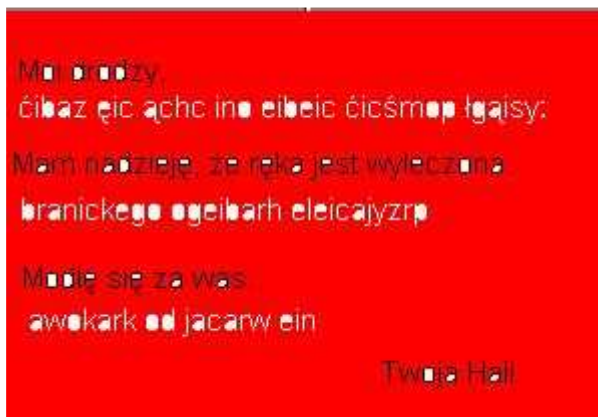 Moi drodzy,
ćibaz ęic ąchc ino eibeic ćicśmop łgąisy:
Mam nadzieję, że ręka jest wyleczona
branickego ogeibarh eleicajyzrp
Modlę się za was
awokark od jacarw ein
Twoja Hall